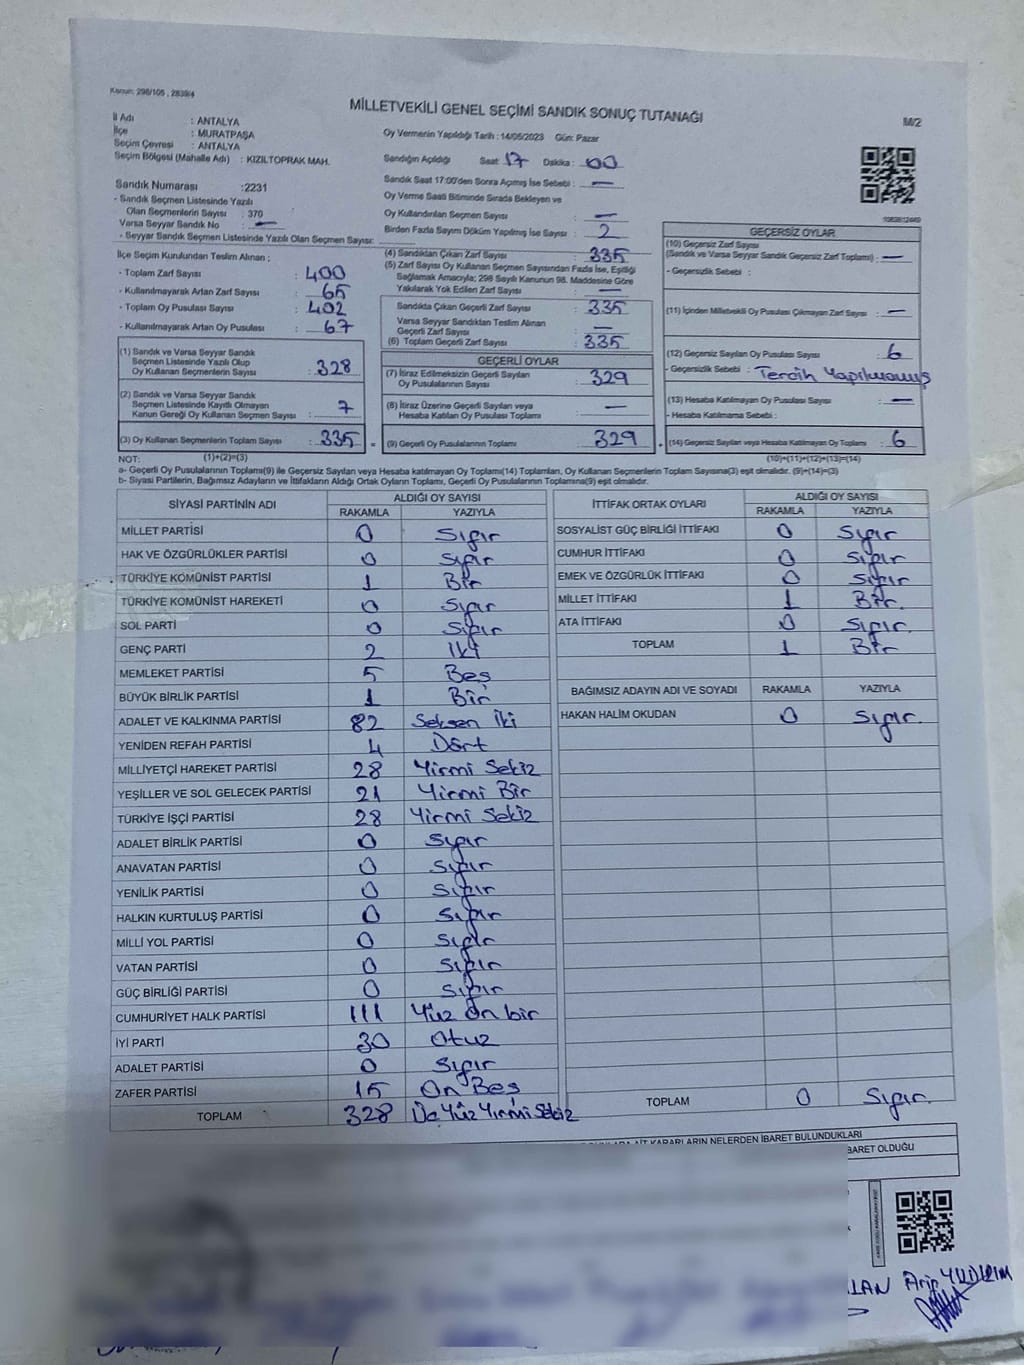 Kanun: 298/105 , 2839/4
MİLLETVEKİLİ GENEL SEÇİMİ SANDIK SONUÇ TUTANAĞI
M/2
İl Adı : ANTALYA
İlçe : MURATPAŞA
Seçim Çevresi : ANTALYA
Seçim Bölgesi (Mahalle Adı) : KIZILTOPRAK MAH.
Sandık Numarası :2231
- Sandık Seçmen Listesinde Yazılı
Olan Seçmenlerin Sayısı : 370
Varsa Seyyar Sandık No : —
- Seyyar Sandık Seçmen Listesinde Yazılı Olan Seçmen Sayısı:
İlçe Seçim Kurulundan Teslim Alınan ;
- Toplam Zarf Sayısı : 400
- Kullanılmayarak Artan Zarf Sayısı : 65
- Toplam Oy Pusulası : 402
- Kullanılmayarak Artan Oy Pusulası : 67
Oy Vermenin Yapıldığı Tarih : 14/05/2023 Gün: Pazar
Sandığın Açıldığı Saat: 17 Dakika : 00
Sandık Saat 17:00'den Sonra Açılmış İse Sebebi : —
Oy Verme Saati Bitiminde Sırada Bekleyen ve
Oy Kullandırılan Seçmen Sayısı : —
Birden Fazla Sayım Döküm Yapılmış İse Sayısı : 2
(4) Sandıktan Çıkan Zarf Sayısı : 335
(5) Zarf Sayısı Oy Kullanan Seçmen Sayısından Fazla İse, Eşitliği
Sağlamak Amacıyla; 298 Sayılı Kanunun 98. Maddesine Göre
Yakılarak Yok Edilen Zarf Sayısı : —
Sandıkta Çıkan Geçerli Zarf Sayısı : 335
Varsa Seyyar Sandıktan Teslim Alınan
Geçerli Zarf Sayısı : —
(6) Toplam Geçerli Zarf Sayısı : 335
GEÇERSİZ OYLAR
(10) Geçersiz Zarf Sayısı
(Sandık ve Varsa Seyyar Sandık Geçersiz Zarf Toplamı) : —
- Geçersizlik Sebebi :
(11) İçinden Milletvekili Oy Pusulası Çıkmayan Zarf Sayısı : —
(12) Geçersiz Sayılan Oy Pusulası Sayısı : 6
- Geçersizlik Sebebi : Tercih Yapılmamış
(13) Hesaba Katılmayan Oy Pusulası Sayısı : —
- Hesaba Katılmama Sebebi :
(14) Geçersiz Sayılan veya Hesaba Katılmayan Oy Toplamı : 6
(1) Sandık ve Varsa Seyyar Sandık
Seçmen Listesinde Yazılı Olup
Oy Kullanan Seçmenlerin Sayısı : 328
(2) Sandık ve Varsa Seyyar Sandık
Seçmen Listesinde Kayıtlı Olmayan
Kanun Gereği Oy Kullanan Seçmen Sayısı : 7
(3) Oy Kullanan Seçmenlerin Toplam Sayısı : 335 =
GEÇERLİ OYLAR
(7) İtiraz Edilmeksizin Geçerli Sayılan
Oy Pusulalarının Sayısı : 329
(8) İtiraz Üzerine Geçerli Sayılan veya
Hesaba Katılan Oy Pusulası Toplamı : —
(9) Geçerli Oy Pusulalarının Toplamı : 329 +
NOT: (1)+(2)=(3) (10)+(11)+(12)+(13)=(14)
a- Geçerli Oy Pusulalarının Toplamı(9) ile Geçersiz Sayılan veya Hesaba katılmayan Oy Toplamı(14) Toplamları, Oy Kullanan Seçmenlerin Toplam Sayısına(3) eşit olmalıdır. (9)+(14)=(3)
b- Siyasi Partilerin, Bağımsız Adayların ve İttifakların Aldığı Ortak Oyların Toplamı, Geçerli Oy Pusulalarının Toplamına(9) eşit olmalıdır.
SİYASİ PARTİNİN ADI ALDIĞI OY SAYISI
RAKAMLA YAZIYLA
MİLLET PARTİSİ 0 Sıfır
HAK VE ÖZGÜRLÜKLER PARTİSİ 0 Sıfır
TÜRKİYE KOMÜNİST PARTİSİ 1 Bir
TÜRKİYE KOMÜNİST HAREKETİ 0 Sıfır
SOL PARTİ 0 Sıfır
GENÇ PARTİ 2 İki
MEMLEKET PARTİSİ 5 Beş
BÜYÜK BİRLİK PARTİSİ 1 Bir
ADALET VE KALKINMA PARTİSİ 82 Seksen İki
YENİDEN REFAH PARTİSİ 4 Dört
MİLLİYETÇİ HAREKET PARTİSİ 28 Yirmi Sekiz
YEŞİLLER VE SOL GELECEK PARTİSİ 21 Yirmi Bir
TÜRKİYE İŞÇİ PARTİSİ 28 Yirmi Sekiz
ADALET BİRLİK PARTİSİ 0 Sıfır
ANAVATAN PARTİSİ 0 Sıfır
YENİLİK PARTİSİ 0 Sıfır
HALKIN KURTULUŞ PARTİSİ 0 Sıfır
MİLLİ YOL PARTİSİ 0 Sıfır
VATAN PARTİSİ 0 Sıfır
GÜÇ BİRLİĞİ PARTİSİ 0 Sıfır
CUMHURİYET HALK PARTİSİ 111 Yüz On bir
İYİ PARTİ 30 Otuz
ADALET PARTİSİ 0 Sıfır
ZAFER PARTİSİ 15 On Beş
TOPLAM 328 Üç Yüz Yirmi Sekiz
İTTİFAK ORTAK OYLARI ALDIĞI OY SAYISI
RAKAMLA YAZIYLA
SOSYALİST GÜÇ BİRLİĞİ İTTİFAKI 0 Sıfır
CUMHUR İTTİFAKI 0 Sıfır
EMEK VE ÖZGÜRLÜK İTTİFAKI 0 Sıfır
MİLLET İTTİFAKI 1 Bir.
ATA İTTİFAKI 0 Sıfır.
TOPLAM 1 Bir
BAĞIMSIZ ADAYIN ADI VE SOYADI RAKAMLA YAZIYLA
HAKAN HALİM OKUDAN 0 Sıfır.
TOPLAM 0 Sıfır.
AİT KARARLARIN NELERDEN İBARET BULUNDUKLARI
İBARET OLDUĞU
Arif YILDIRIM